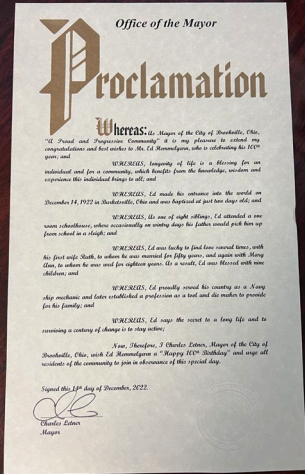 Office of the Mayor
Proclamation
Whereas: As Mayor of the City of Brookville, Ohio,
"A Proud and Progressive Community" it is my pleasure to extend my
congratulations and best wishes to Mr. Ed Hemmelgarn, who is celebrating his 100th
year; and
WHEREAS, longevity of life is a blessing for an
individual and for a community, which benefits from the knowledge, wisdom and
experience this individual brings to all; and
WHEREAS, Ed made his entrance into the world on
December 14, 1922 in Burketsville, Ohio and was baptized at just two days old; and
WHEREAS, As one of eight siblings, Ed attended a one
room schoolhouse, where occasionally on wintry days his father would pick him up
from school in a sleigh; and
WHEREAS, Ed was lucky to find love several times, with
his first wife Ruth, to whom he was married for fifty years, and again with Mary
Ann, to whom he was wed for eighteen years. As a result, Ed was blessed with nine
children; and
WHEREAS, Ed proudly served his country as a Navy
ship mechanic and later established a profession as a tool and die maker to provide
for his family; and
WHEREAS, Ed says the secret to a long life and to
surviving a century of change is to stay active;
Now, Therefore, I Charles Letner, Mayor of the City of
Brookville, Ohio, wish Ed Hemmelgarn a "Happy 100th Birthday" and urge all
residents of the community to join in observance of this special day.
Signed this 14th day of December, 2022.
Charles Letner
Mayor